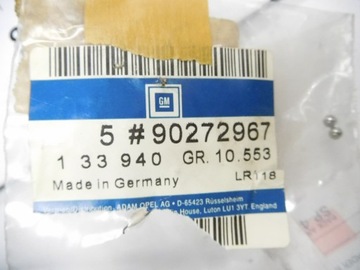 GM
5 #90272967
1 33 940 GR. 10.553
Made in Germany LR118
ADAM OPEL AG • D-65423 Rüsselsheim
House, Luton LU1 3YT England